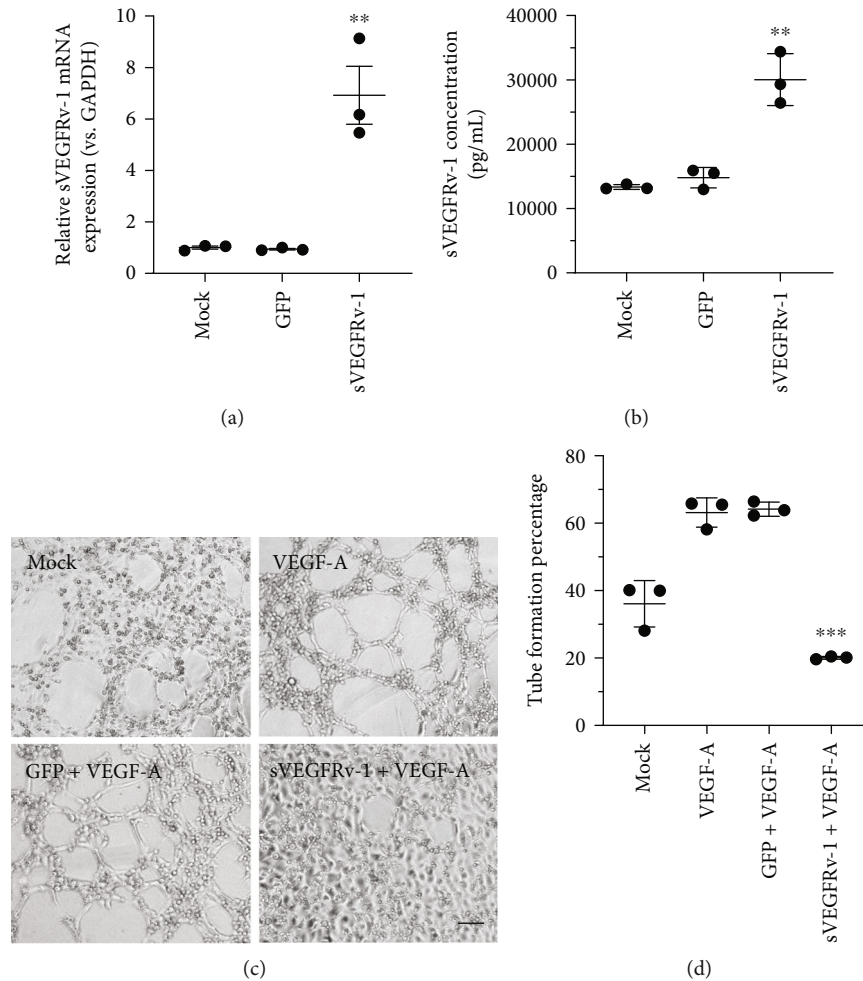 Relative sVEGFRv-1 mRNA
expression (vs. GAPDH)
10
8
6
4
2
0
**
Mock
GFP
sVEGFRv-1
(a)
sVEGFRv-1 concentration
(pg/mL)
40000
30000
20000
10000
0
**
Mock
GFP
sVEGFRv-1
(b)
Mock
VEGF-A
GFP + VEGF-A
sVEGFRv-1 + VEGF-A
(c)
Tube formation percentage
80
60
40
20
0
***
Mock
VEGF-A
GFP + VEGF-A
sVEGFRv-1 + VEGF-A
(d)